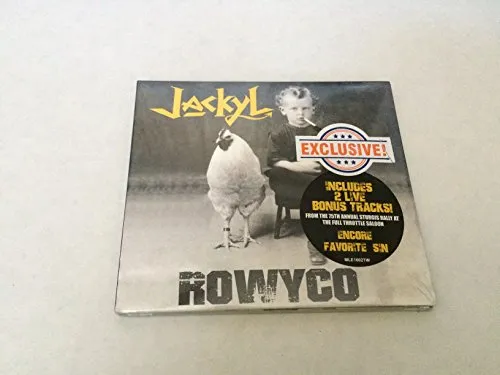 JackyL
EXCLUSIVE!
INCLUDES
2 LIVE
BONUS TRACKS!
FROM THE 75TH ANNUAL STURGIS RALLY AT
THE FULL THROTTLE SALOON
ENCORE
FAVORITE SIN
MLE16027W
ROWYCO